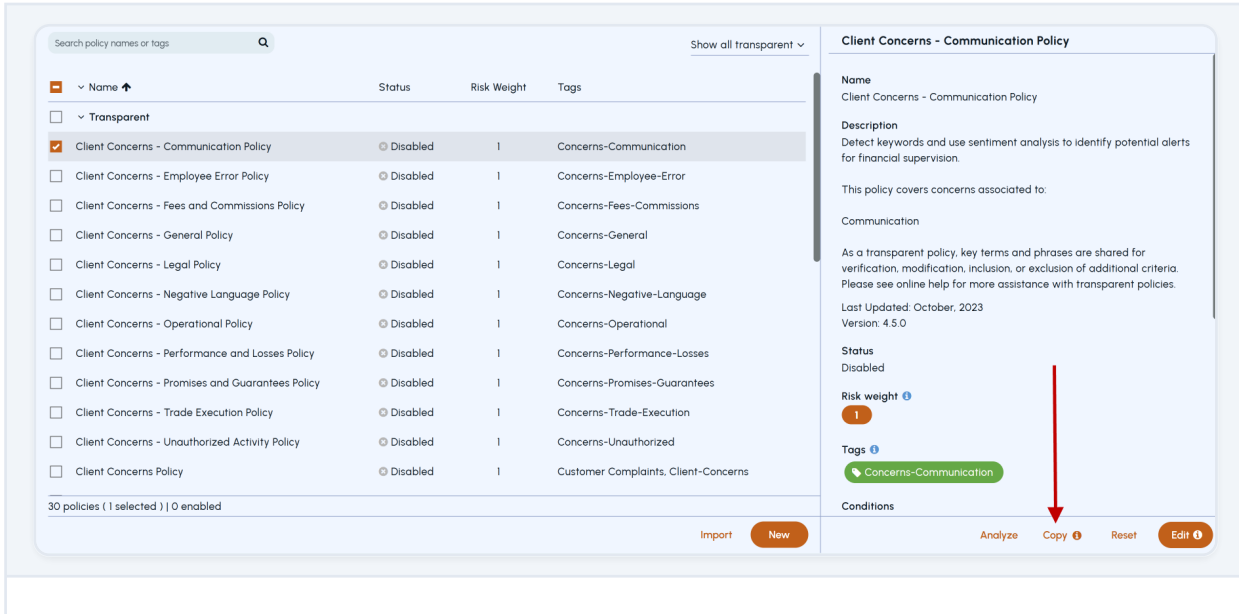 Search policy names or tags
Show all transparent
Name Status Risk Weight Tags
Transparent
Client Concerns - Communication Policy Disabled 1 Concerns-Communication
Client Concerns - Employee Error Policy Disabled 1 Concerns-Employee-Error
Client Concerns - Fees and Commissions Policy Disabled 1 Concerns-Fees-Commissions
Client Concerns - General Policy Disabled 1 Concerns-General
Client Concerns - Legal Policy Disabled 1 Concerns-Legal
Client Concerns - Negative Language Policy Disabled 1 Concerns-Negative-Language
Client Concerns - Operational Policy Disabled 1 Concerns-Operational
Client Concerns - Performance and Losses Policy Disabled 1 Concerns-Performance-Losses
Client Concerns - Promises and Guarantees Policy Disabled 1 Concerns-Promises-Guarantees
Client Concerns - Trade Execution Policy Disabled 1 Concerns-Trade-Execution
Client Concerns - Unauthorized Activity Policy Disabled 1 Concerns-Unauthorized
Client Concerns Policy Disabled 1 Customer Complaints, Client-Concerns
30 policies ( 1 selected ) | 0 enabled
Import New
Client Concerns - Communication Policy
Name
Client Concerns - Communication Policy
Description
Detect keywords and use sentiment analysis to identify potential alerts
for financial supervision.
This policy covers concerns associated to:
Communication
As a transparent policy, key terms and phrases are shared for
verification, modification, inclusion, or exclusion of additional criteria.
Please see online help for more assistance with transparent policies.
Last Updated: October, 2023
Version: 4.5.0
Status
Disabled
Risk weight
1
Tags
Concerns-Communication
Conditions
Analyze Copy Reset Edit